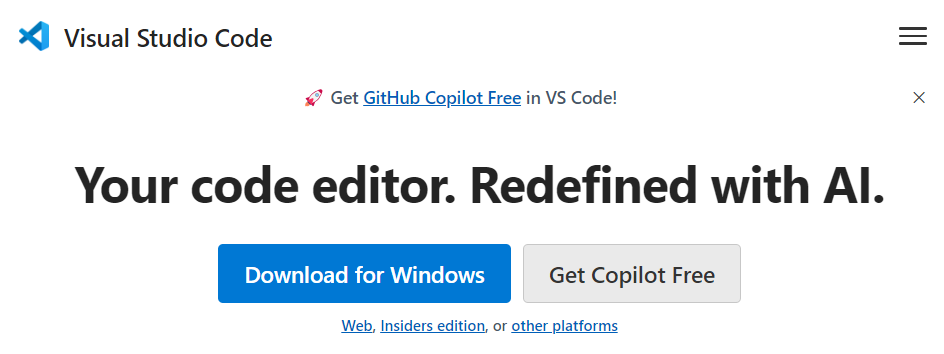 Visual Studio Code
🚀 Get GitHub Copilot Free in VS Code!
Your code editor. Redefined with AI.
Download for Windows
Get Copilot Free
Web, Insiders edition, or other platforms